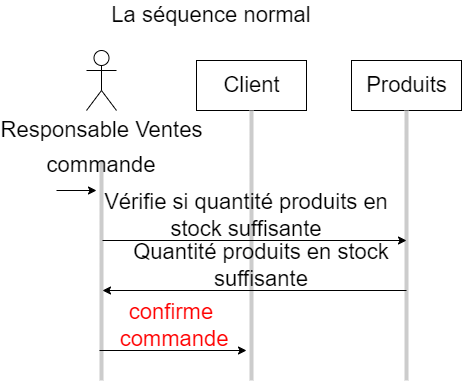 La séquence normal
Client
Produits
Responsable Ventes
commande
Vérifie si quantité produits en
stock suffisante
Quantité produits en stock
suffisante
confirme
commande